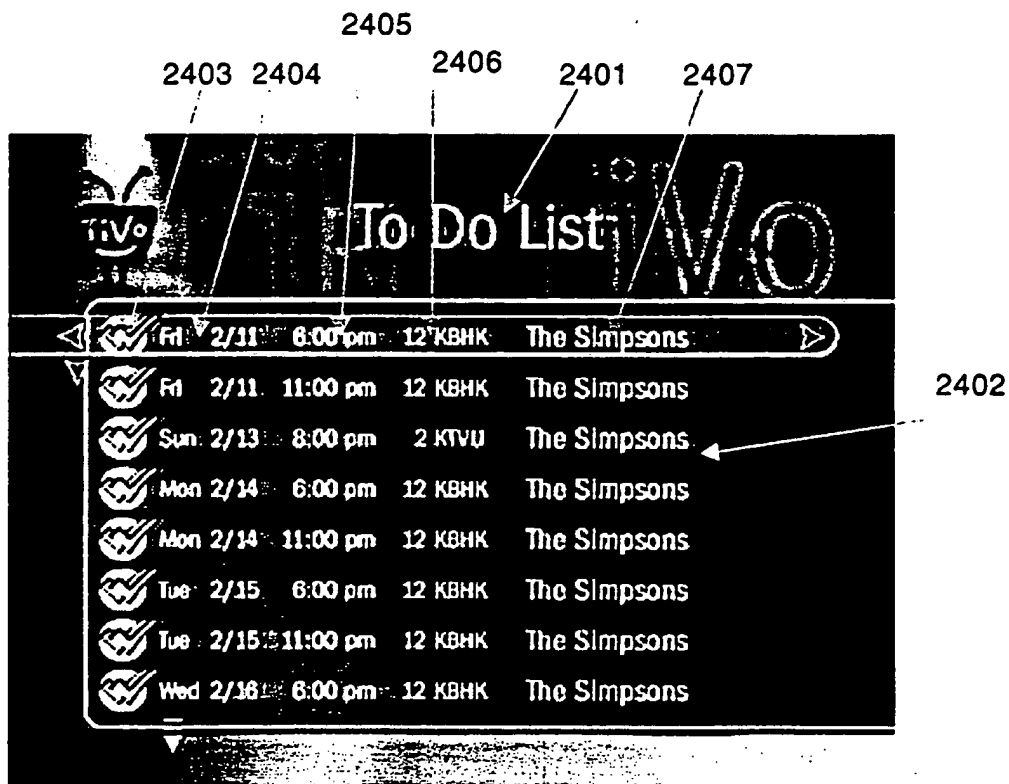 2405
2403 2404 2406 2401 2407
TiVo To Do List iVo
Fri 2/11 6:00 pm 12 KBHK The Simpsons
Fri 2/11 11:00 pm 12 KBHK The Simpsons
2402
Sun 2/13 8:00 pm 2 KTVU The Simpsons
Mon 2/14 6:00 pm 12 KBHK The Simpsons
Mon 2/14 11:00 pm 12 KBHK The Simpsons
Tue 2/15 6:00 pm 12 KBHK The Simpsons
Tue 2/15 11:00 pm 12 KBHK The Simpsons
Wed 2/16 6:00 pm 12 KBHK The Simpsons